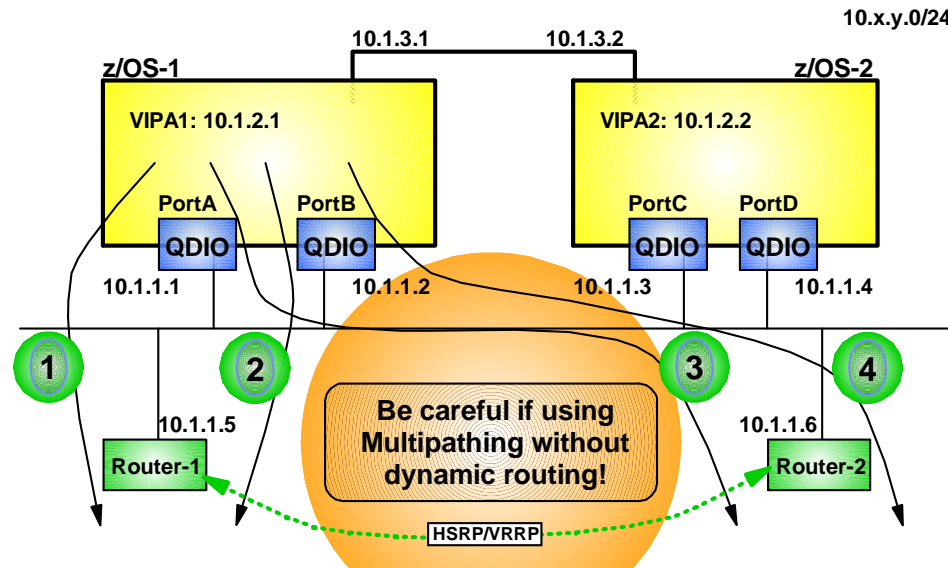 10.x.y.0/24
10.1.3.1
10.1.3.2
z/OS-1
z/OS-2
VIPA1: 10.1.2.1
VIPA2: 10.1.2.2
PortA
PortB
PortC
PortD
QDIO
QDIO
QDIO
QDIO
10.1.1.1
10.1.1.2
10.1.1.3
10.1.1.4
1
2
3
4
Be careful if using
Multipathing without
dynamic routing!
10.1.1.5
10.1.1.6
Router-1
Router-2
HSRP/VRRP